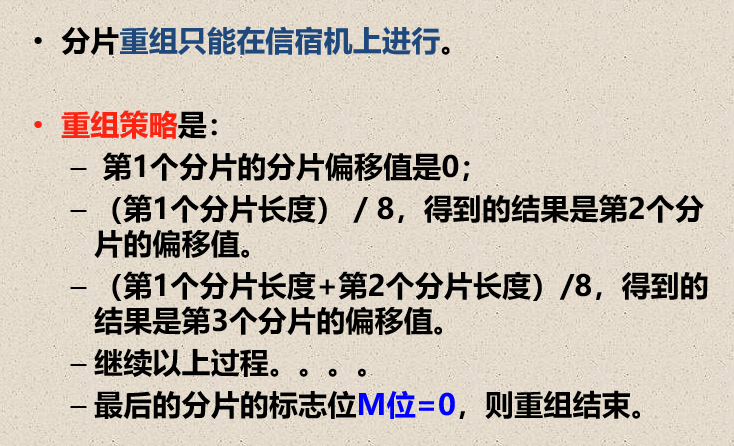 • 分片重组只能在信宿机上进行。
• 重组策略是：
– 第1个分片的分片偏移值是0；
– （第1个分片长度） / 8，得到的结果是第2个分
片的偏移值。
– （第1个分片长度+第2个分片长度）/8，得到的
结果是第3个分片的偏移值。
– 继续以上过程。。。。
– 最后的分片的标志位M位=0，则重组结束。